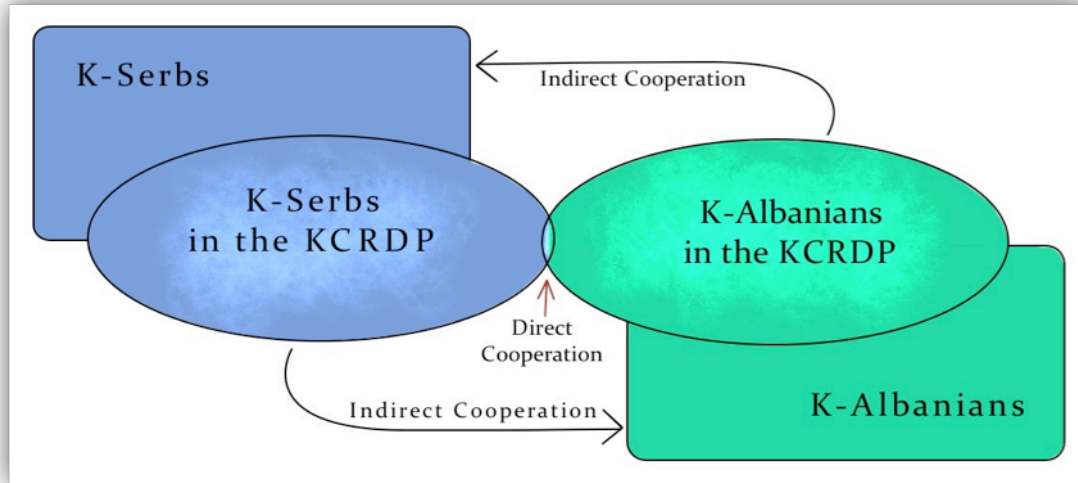 K-Serbs
Indirect Cooperation
K-Serbs
in the KCRDP
K-Albanians
in the KCRDP
Direct
Cooperation
Indirect Cooperation
K-Albanians